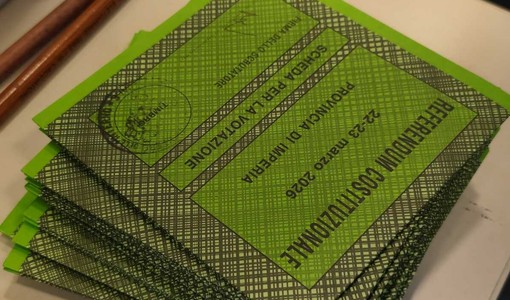 REFERENDUM COSTITUZIONALE
22-23 marzo 2026
PROVINCIA DI IMPERIA
SCHEDA PER LA VOTAZIONE
FIRMA DELLO SCRUTATORE